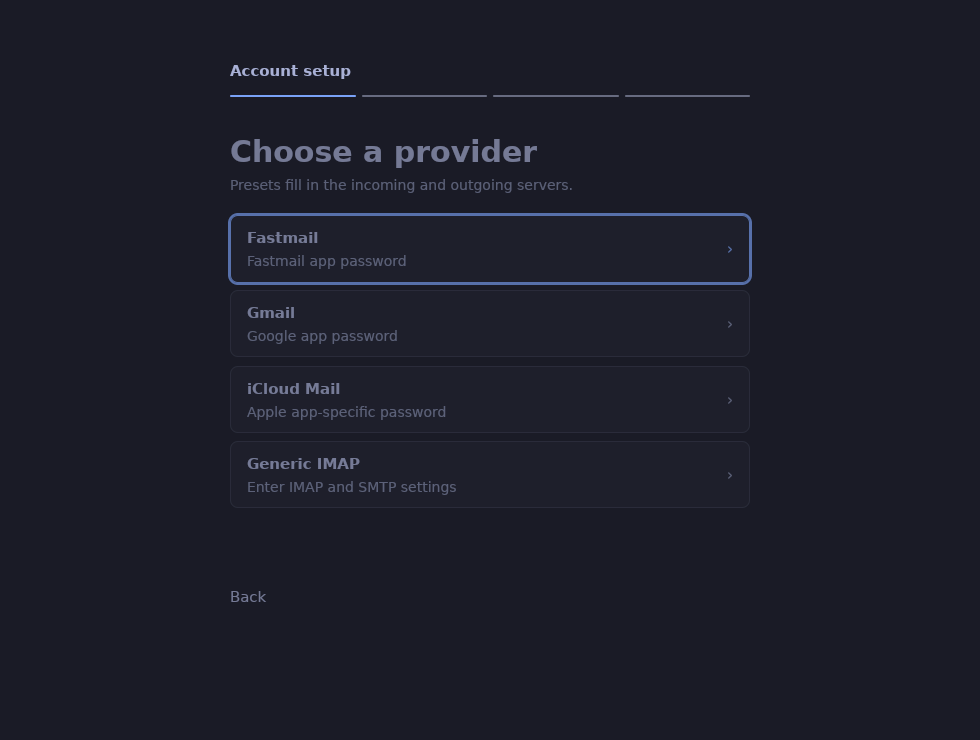 Account setup
Choose a provider
Presets fill in the incoming and outgoing servers.
Fastmail
Fastmail app password
›
Gmail
Google app password
›
iCloud Mail
Apple app-specific password
›
Generic IMAP
Enter IMAP and SMTP settings
›
Back